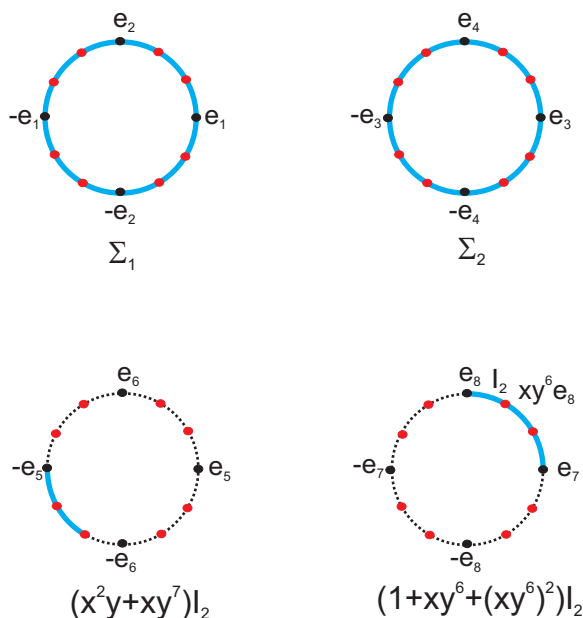 e₂ e₄
-e₁ e₁ -e₃ e₃
-e₂ -e₄
Σ₁ Σ₂
e₆ e₈ I₂ xy⁶e₈
-e₅ e₅ -e₇ e₇
-e₆ -e₈
(x²y+xy⁷)I₂ (1+xy⁶+(xy⁶)²)I₂